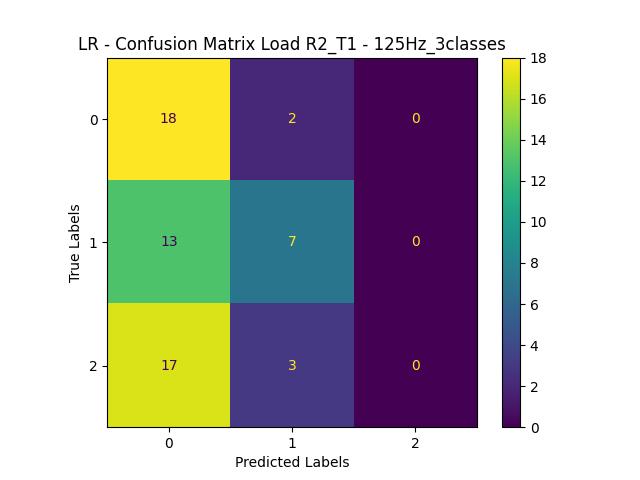 LR - Confusion Matrix Load R2_T1 - 125Hz_3classes
True Labels
0 18 2 0
1 13 7 0
2 17 3 0
0 1 2
Predicted Labels
18
16
14
12
10
8
6
4
2
0